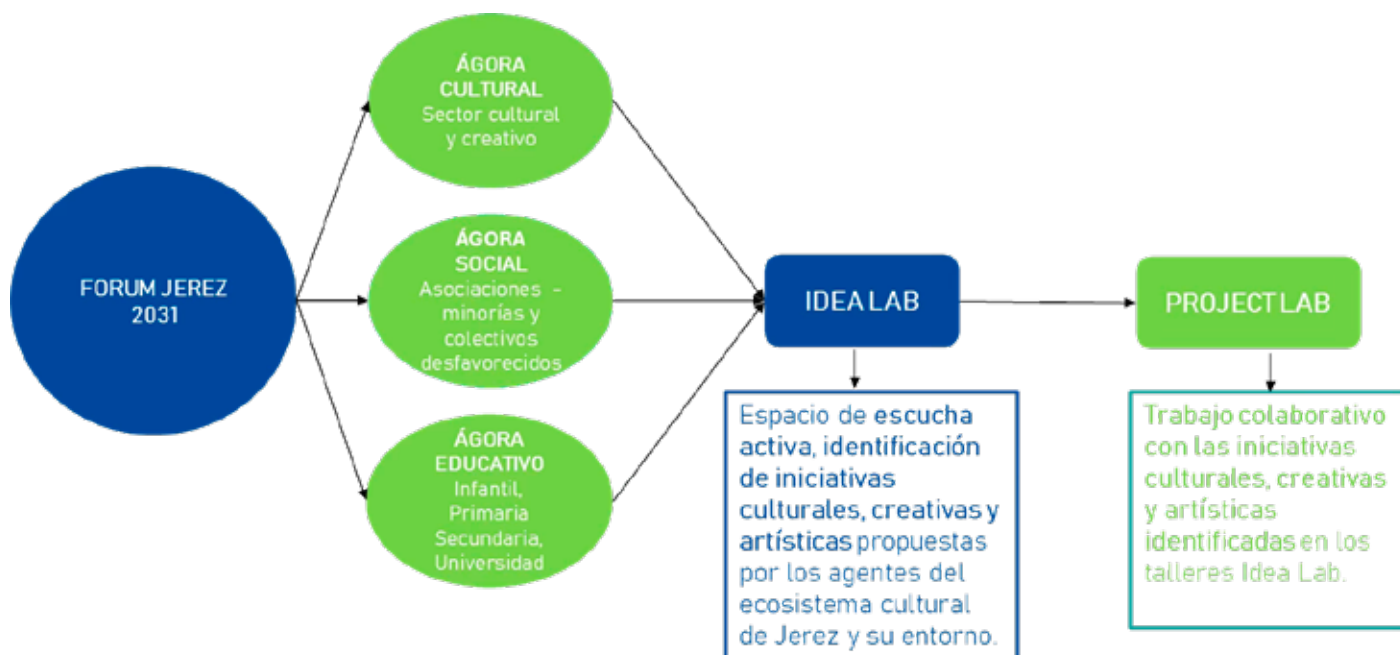 FORUM JEREZ
2031
ÁGORA
CULTURAL
Sector cultural
y creativo
ÁGORA
SOCIAL
Asociaciones -
minorías y
colectivos
desfavorecidos
ÁGORA
EDUCATIVO
Infantil,
Primaria
Secundaria,
Universidad
IDEA LAB
Espacio de escucha
activa, identificación
de iniciativas
culturales, creativas y
artísticas propuestas
por los agentes del
ecosistema cultural
de Jerez y su entorno.
PROJECT LAB
Trabajo colaborativo
con las iniciativas
culturales, creativas
y artísticas
identificadas en los
talleres Idea Lab.